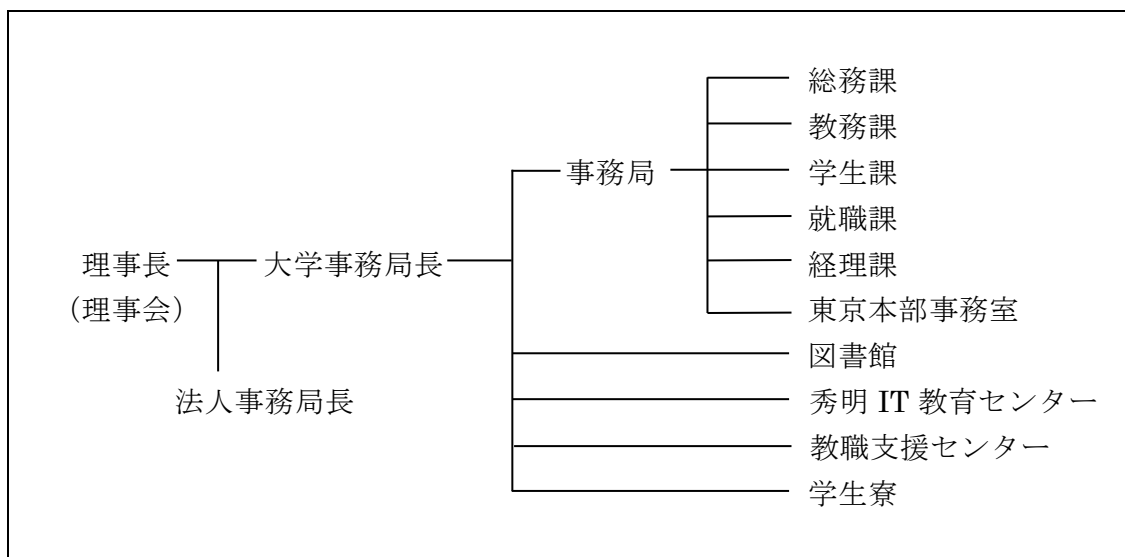 総務課
教務課
事務局
学生課
就職課
理事長
大学事務局長
経理課
(理事会)
東京本部事務室
図書館
法人事務局長
秀明 IT 教育センター
教職支援センター
学生寮